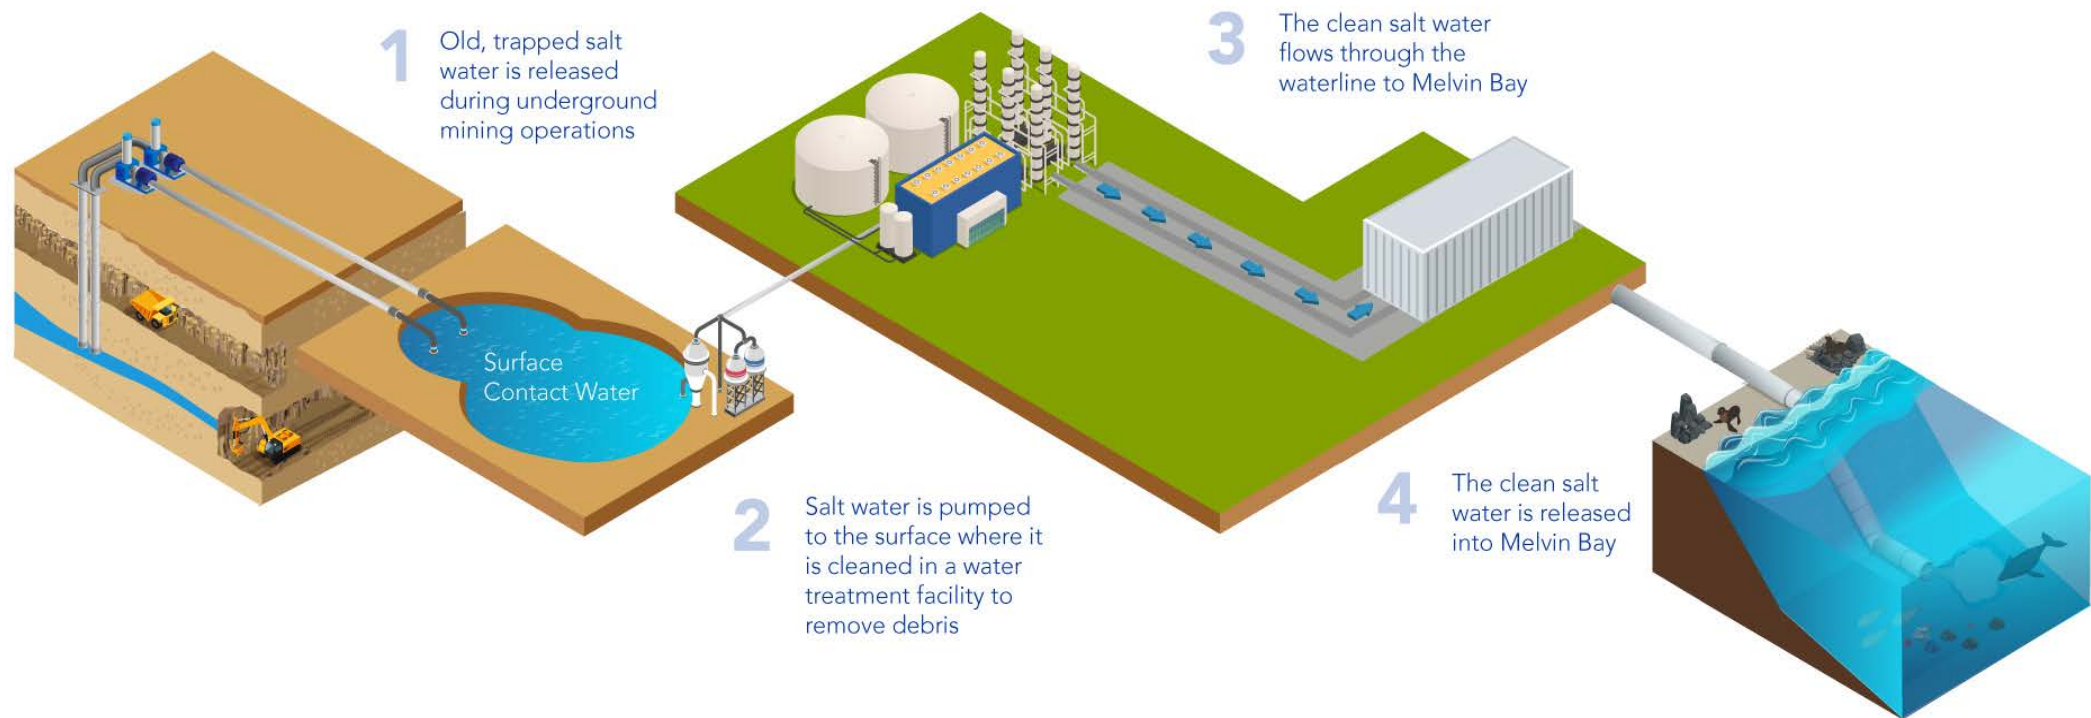 1
Old, trapped salt
water is released
during underground
mining operations
Surface
Contact Water
2
Salt water is pumped
to the surface where it
is cleaned in a water
treatment facility to
remove debris
3
The clean salt water
flows through the
waterline to Melvin Bay
4
The clean salt
water is released
into Melvin Bay